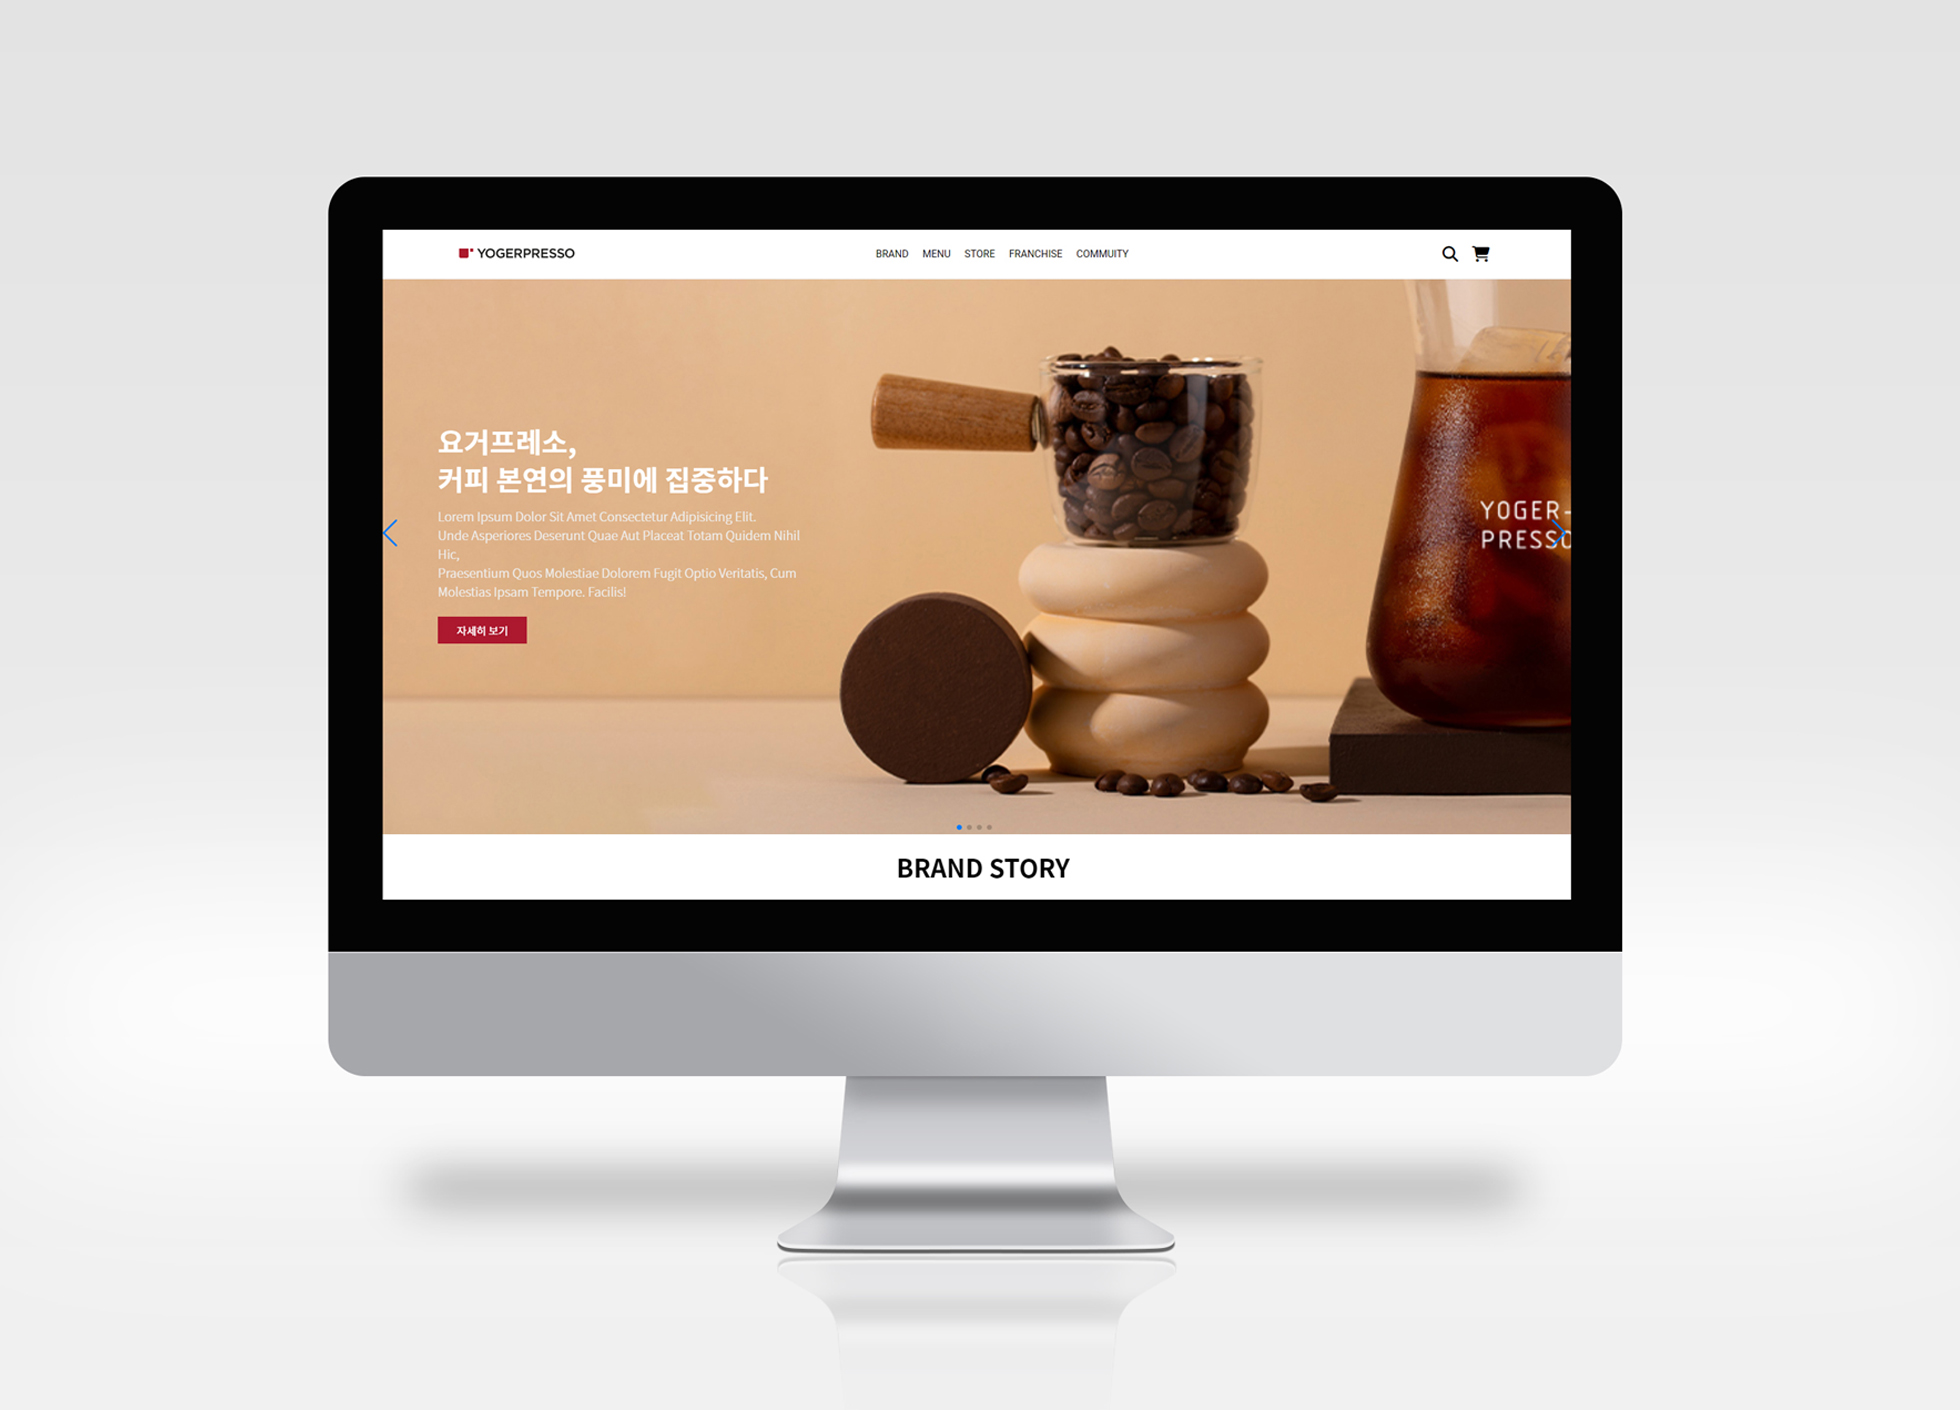 YOGERPRESSO
BRAND MENU STORE FRANCHISE COMMUITY
요거프레소,
커피 본연의 풍미에 집중하다
Lorem Ipsum Dolor Sit Amet Consectetur Adipisicing Elit.
Unde Asperiores Deserunt Quae Aut Placeat Totam Quidem Nihil
Hic,
Praesentium Quos Molestiae Dolorem Fugit Optio Veritatis, Cum
Molestias Ipsam Tempore. Facilis!
자세히 보기
YOGER-
PRESSO
BRAND STORY